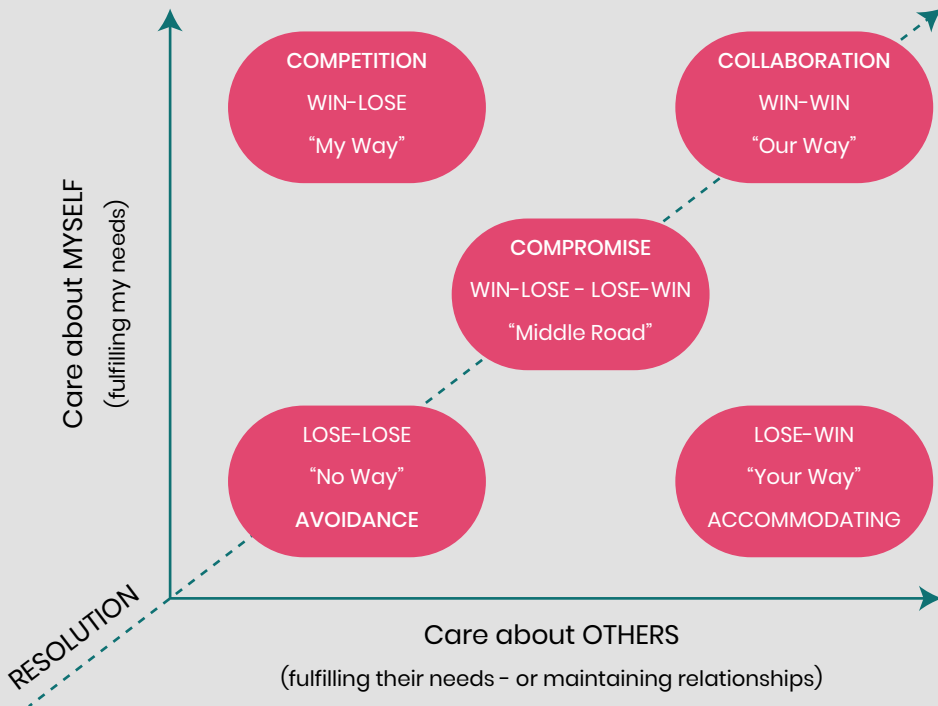 COMPETITION
WIN-LOSE
“My Way”
COLLABORATION
WIN-WIN
“Our Way”
Care about MYSELF
(fulfilling my needs)
COMPROMISE
WIN-LOSE - LOSE-WIN
“Middle Road”
LOSE-LOSE
“No Way”
AVOIDANCE
LOSE-WIN
“Your Way”
ACCOMMODATING
RESOLUTION
Care about OTHERS
(fulfilling their needs - or maintaining relationships)